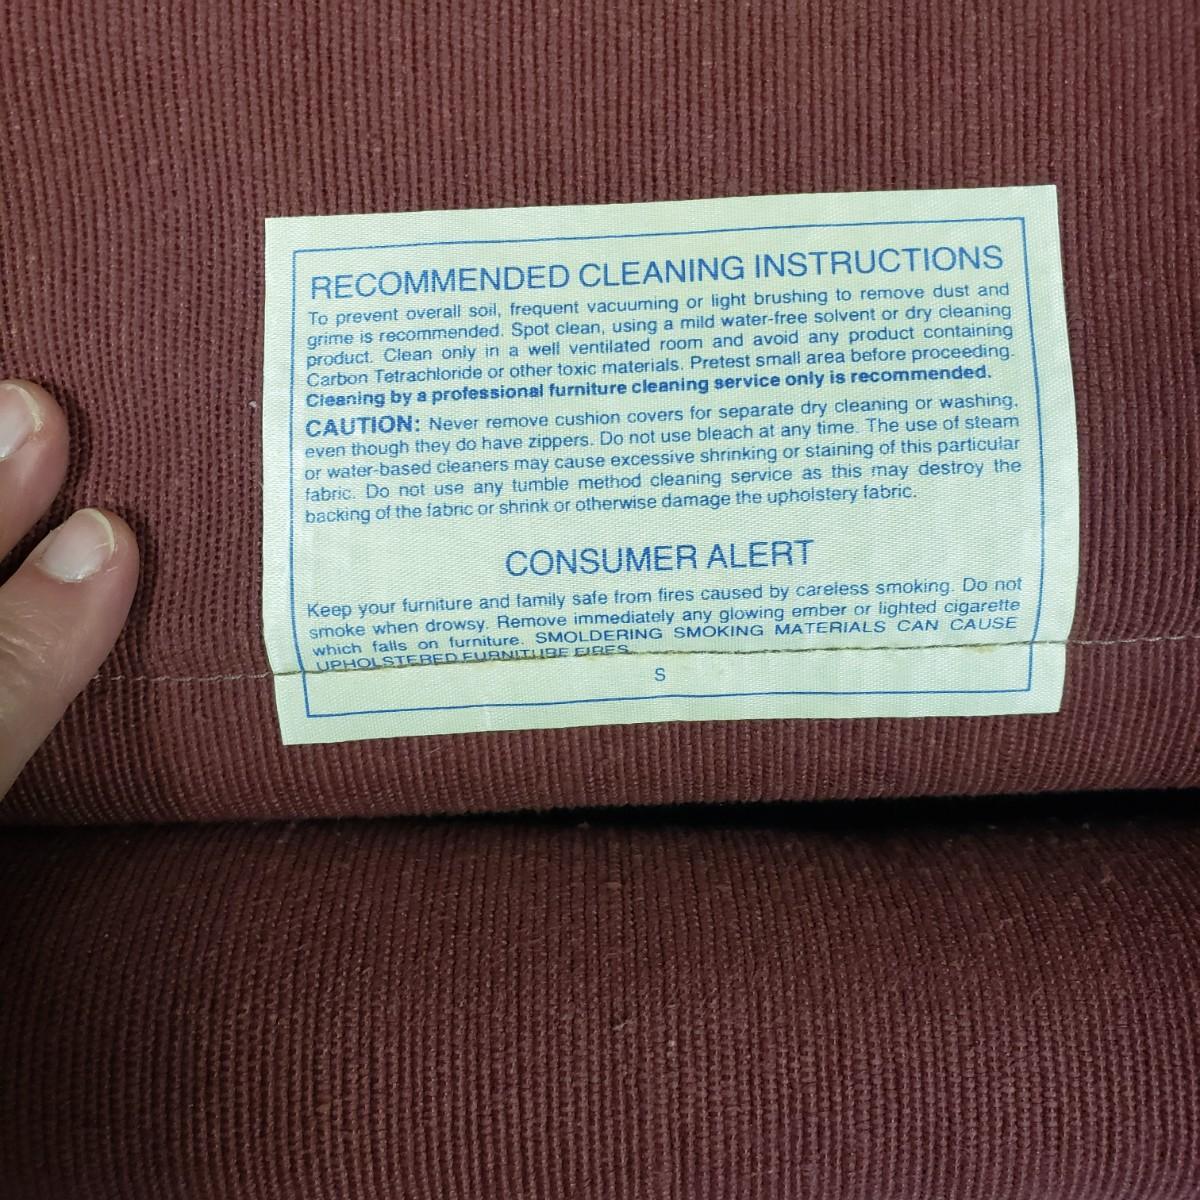 RECOMMENDED CLEANING INSTRUCTIONS
To prevent overall soil, frequent vacuuming or light brushing to remove dust and
grime is recommended. Spot clean, using a mild water-free solvent or dry cleaning
product. Clean only in a well ventilated room and avoid any product containing
Carbon Tetrachloride or other toxic materials. Pretest small area before proceeding.
Cleaning by a professional furniture cleaning service only is recommended.
CAUTION: Never remove cushion covers for separate dry cleaning or washing,
even though they do have zippers. Do not use bleach at any time. The use of steam
or water-based cleaners may cause excessive shrinking or staining of this particular
fabric. Do not use any tumble method cleaning service as this may destroy the
backing of the fabric or shrink or otherwise damage the upholstery fabric.
CONSUMER ALERT
Keep your furniture and family safe from fires caused by careless smoking. Do not
smoke when drowsy. Remove immediately any glowing ember or lighted cigarette
which falls on furniture. SMOLDERING SMOKING MATERIALS CAN CAUSE
UPHOLSTERED FURNITURE FIRES.
S